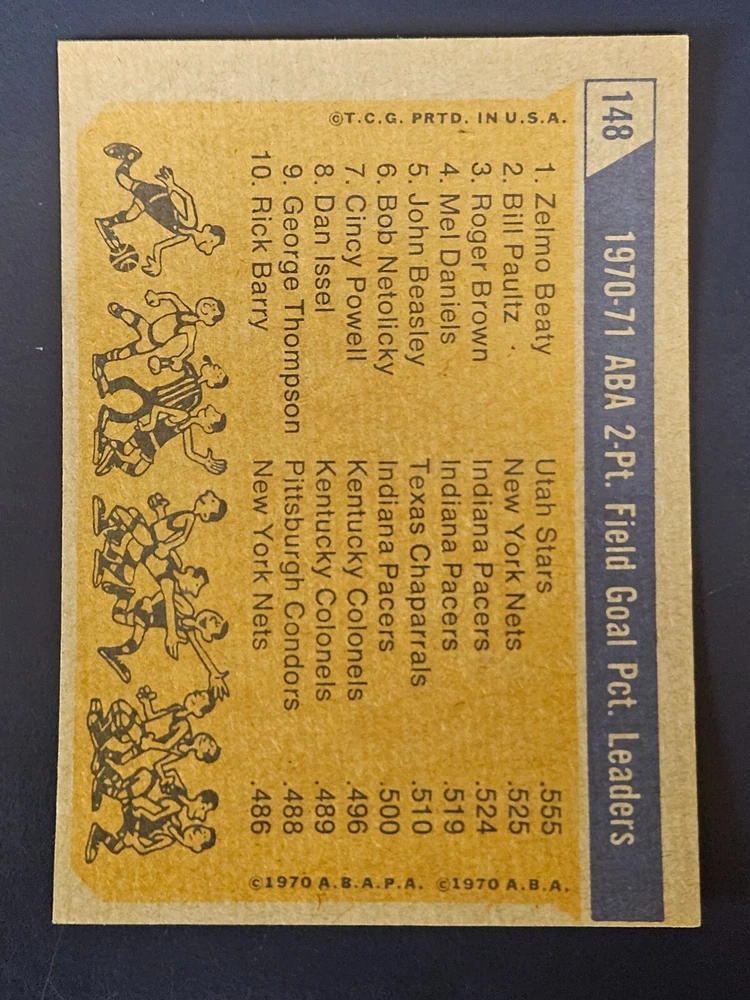 148
1970-71 ABA 2-Pt. Field Goal Pct. Leaders
©T.C.G. PRTD. IN U.S.A.
1. Zelmo Beaty Utah Stars .555
2. Bill Paultz New York Nets .525
3. Roger Brown Indiana Pacers .524
4. Mel Daniels Indiana Pacers .519
5. John Beasley Texas Chaparrals .510
6. Bob Netolicky Indiana Pacers .500
7. Cincy Powell Kentucky Colonels .496
8. Dan Issel Kentucky Colonels .489
9. George Thompson Pittsburgh Condors .488
10. Rick Barry New York Nets .486
©1970 A.B.A.P.A. ©1970 A.B.A.